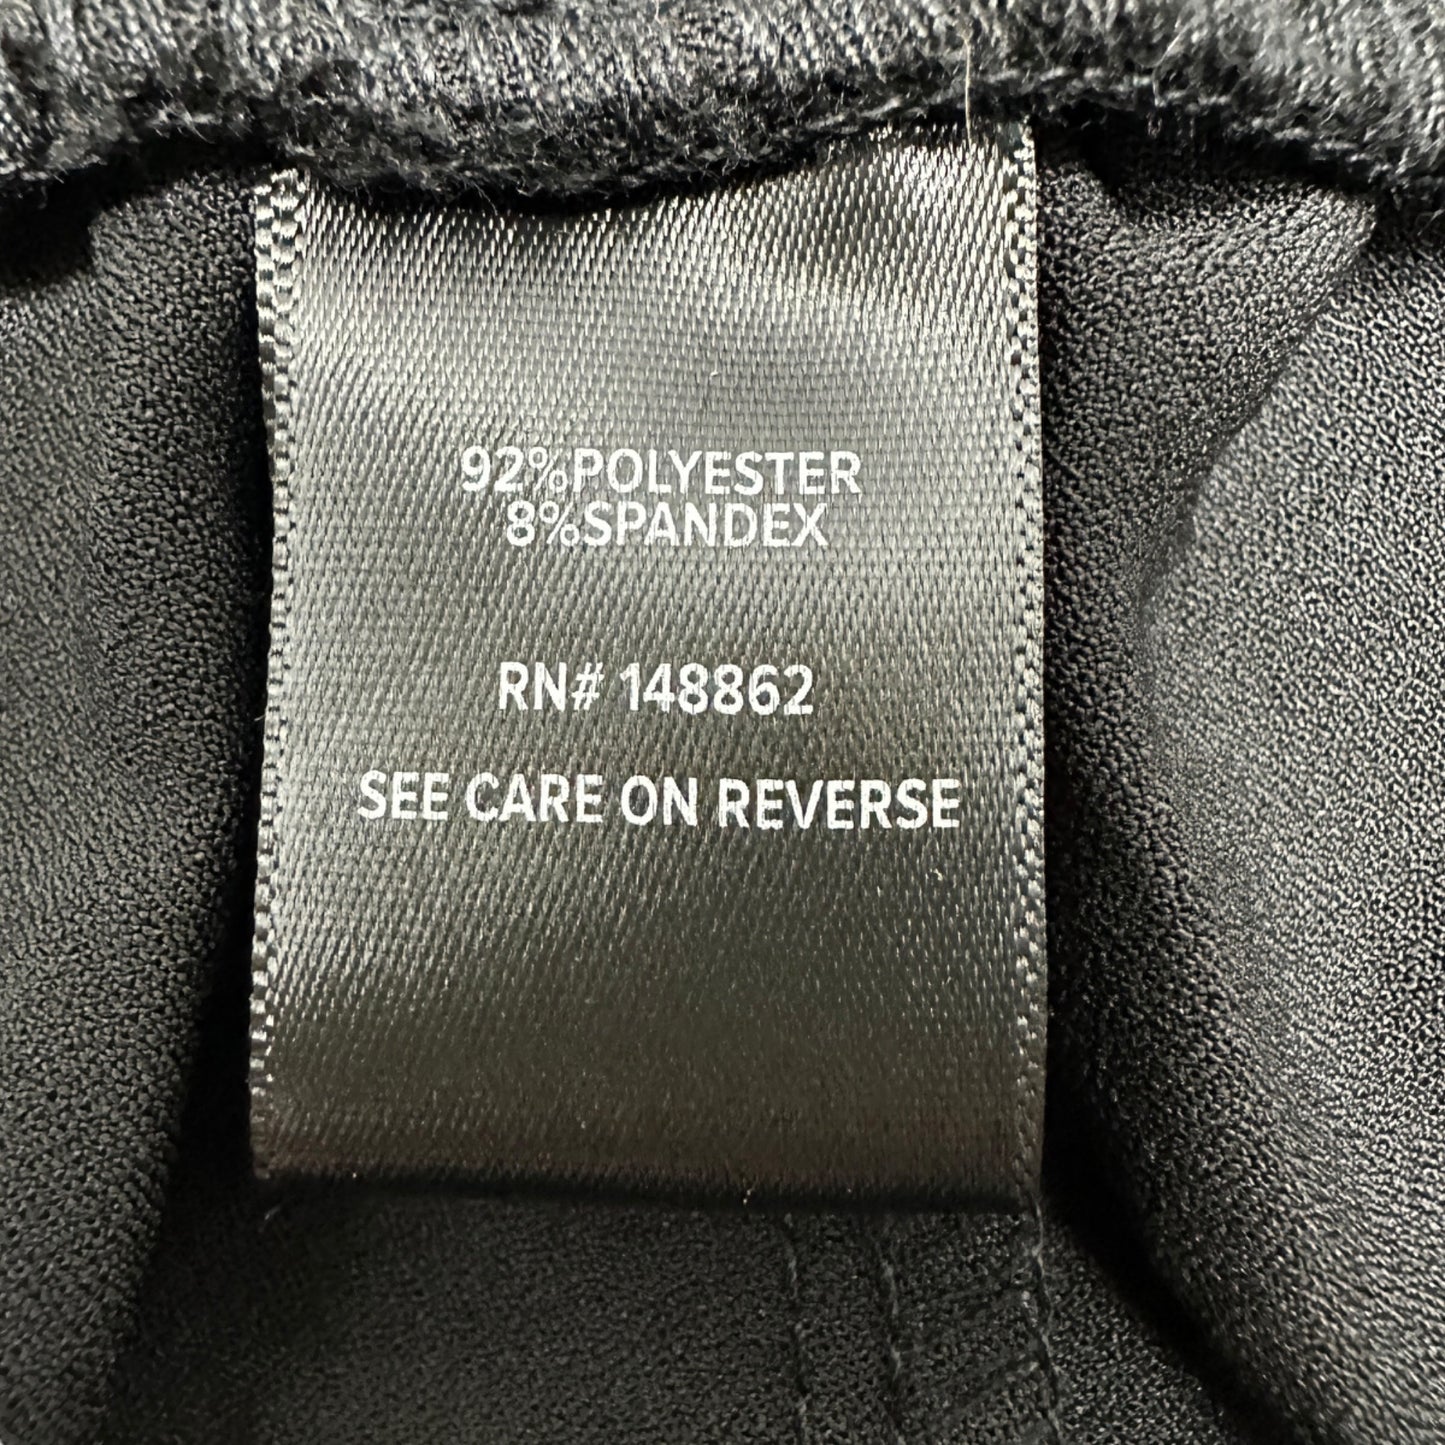 92%POLYESTER
8%SPANDEX
RN# 148862
SEE CARE ON REVERSE